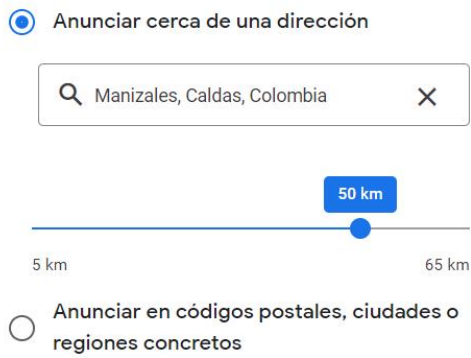 Anunciar cerca de una dirección
Manizales, Caldas, Colombia
50 km
5 km
65 km
Anunciar en códigos postales, ciudades o
regiones concretos